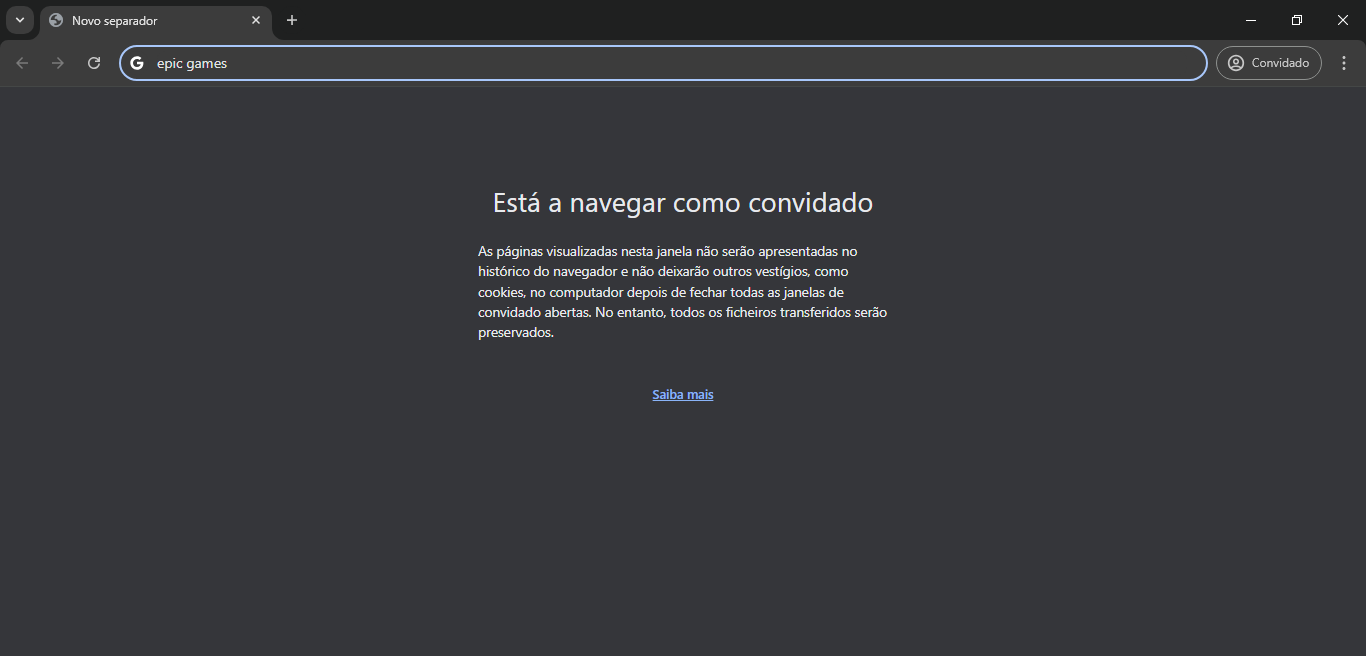 Novo separador
epic games
Convidado
Está a navegar como convidado
As páginas visualizadas nesta janela não serão apresentadas no
histórico do navegador e não deixarão outros vestígios, como
cookies, no computador depois de fechar todas as janelas de
convidado abertas. No entanto, todos os ficheiros transferidos serão
preservados.
Saiba mais